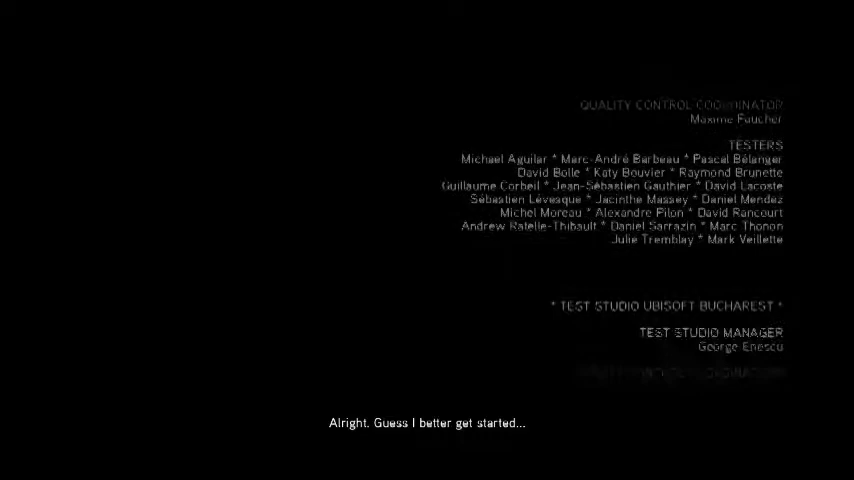 QUALITY CONTROL COORDINATOR
Maxime Faucher
TESTERS
Michael Aguilar * Marc-André Barbeau * Pascal Bélanger
David Bolle * Katy Bouvier * Raymond Brunette
Guillaume Corbeil * Jean-Sébastien Gauthier * David Lacoste
Sébastien Lévesque * Jacinthe Massey * Daniel Mendez
Michel Moreau * Alexandre Pilon * David Rancourt
Andrew Ratelle-Thibault * Daniel Sarrazin * Marc Thonon
Julie Tremblay * Mark Veillette
* TEST STUDIO UBISOFT BUCHAREST *
TEST STUDIO MANAGER
George Enescu
Alright. Guess I better get started...